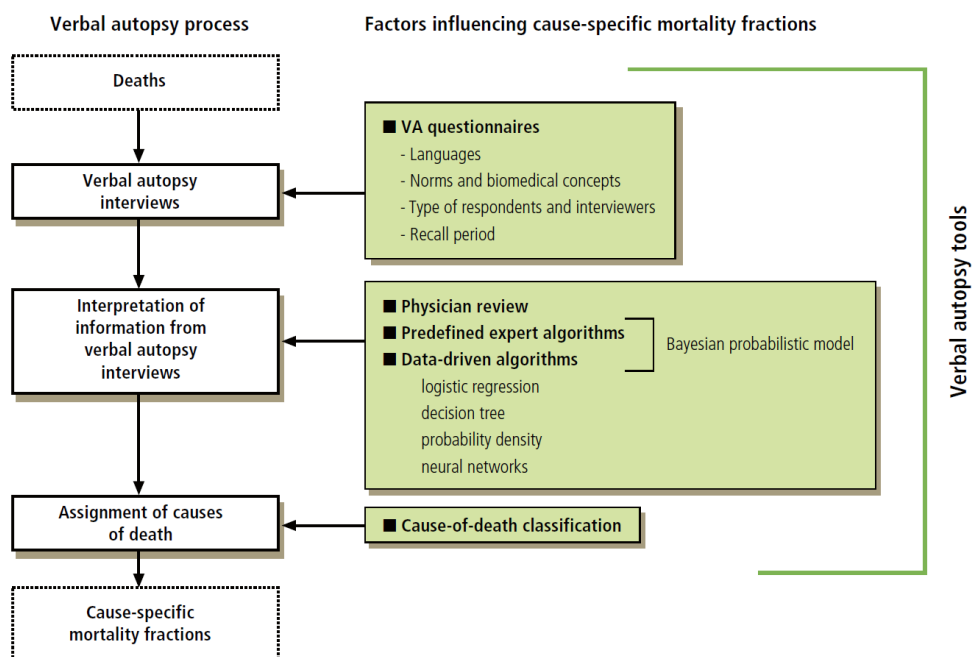 Verbal autopsy process
Factors influencing cause-specific mortality fractions
Deaths
■ VA questionnaires
- Languages
- Norms and biomedical concepts
- Type of respondents and interviewers
- Recall period
Verbal autopsy
interviews
Interpretation of
information from
verbal autopsy
interviews
■ Physician review
■ Predefined expert algorithms
■ Data-driven algorithms
Bayesian probabilistic model
logistic regression
decision tree
probability density
neural networks
Assignment of causes
of death
■ Cause-of-death classification
Cause-specific
mortality fractions
Verbal autopsy tools